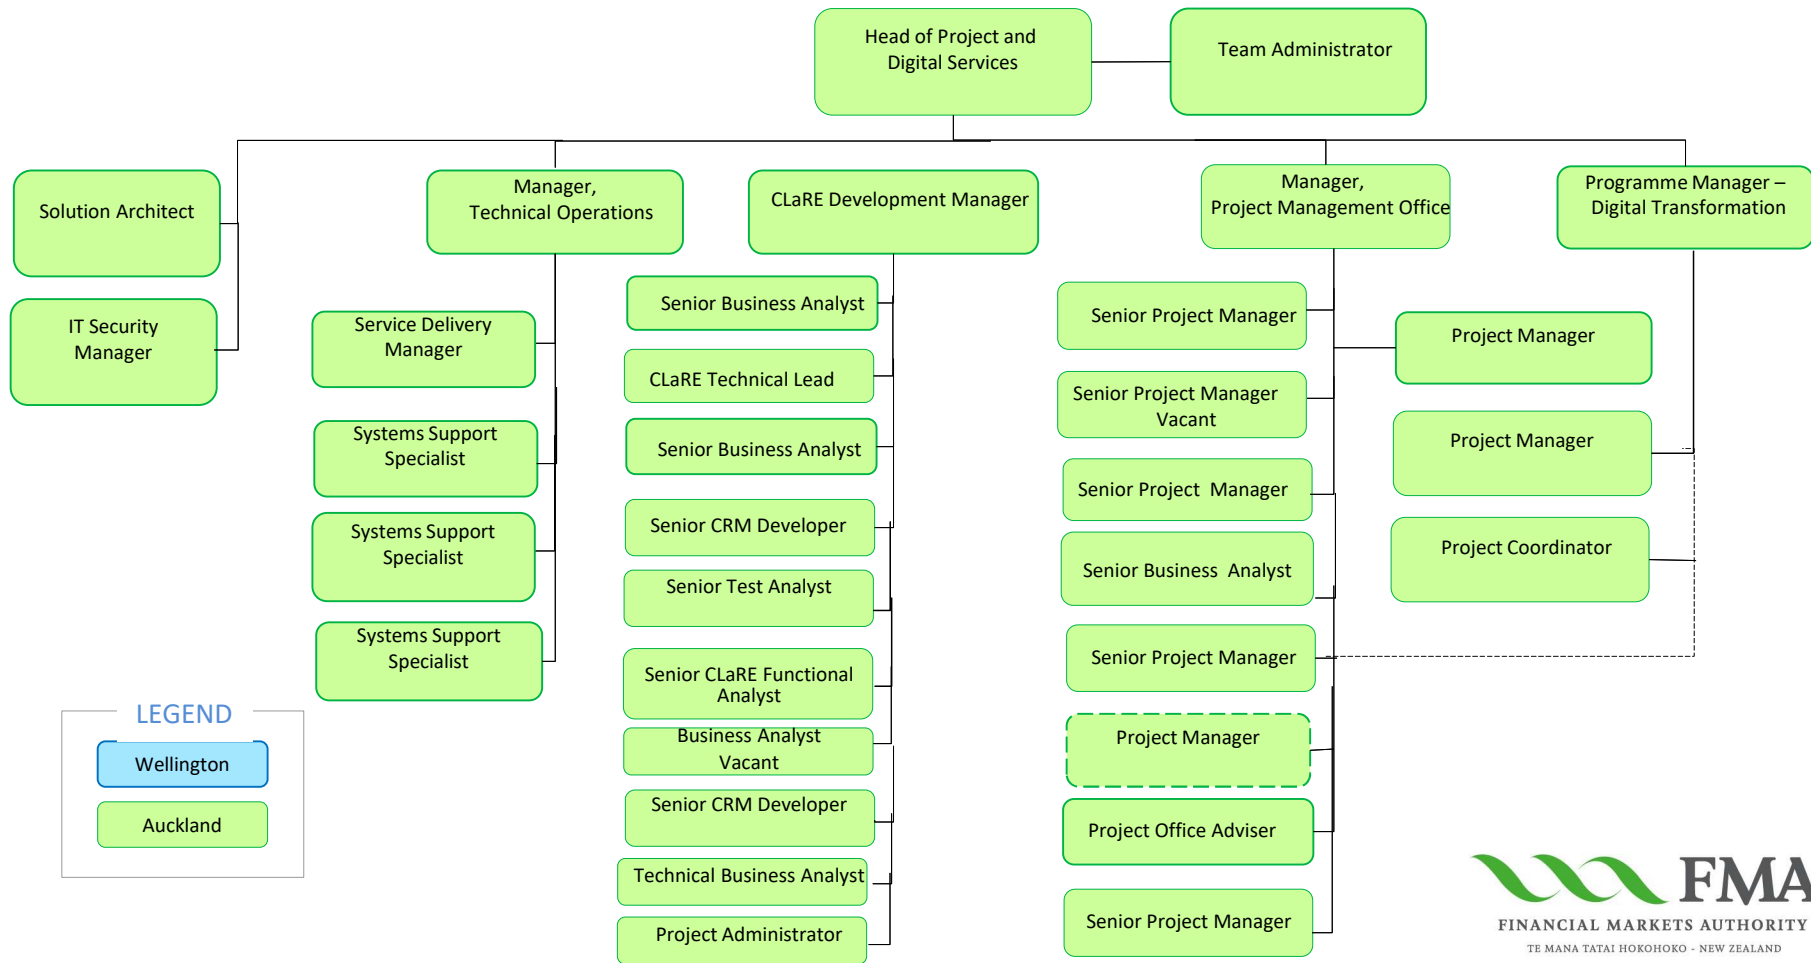 Head of Project and
Digital Services
Team Administrator
Solution Architect
IT Security
Manager
Manager,
Technical Operations
Service Delivery
Manager
Systems Support
Specialist
Systems Support
Specialist
Systems Support
Specialist
CLaRE Development Manager
Senior Business Analyst
CLaRE Technical Lead
Senior Business Analyst
Senior CRM Developer
Senior Test Analyst
Senior CLaRE Functional
Analyst
Business Analyst
Vacant
Senior CRM Developer
Technical Business Analyst
Project Administrator
Manager,
Project Management Office
Senior Project Manager
Senior Project Manager
Vacant
Senior Project  Manager
Senior Business  Analyst
Senior Project Manager
Project Manager
Project Office Adviser
Senior Project Manager
Project Manager
Programme Manager –
Digital Transformation
Project Manager
Project Coordinator
LEGEND
Wellington
Auckland
FMA
FINANCIAL MARKETS AUTHORITY
TE MANA TATAI HOKOHOKO - NEW ZEALAND